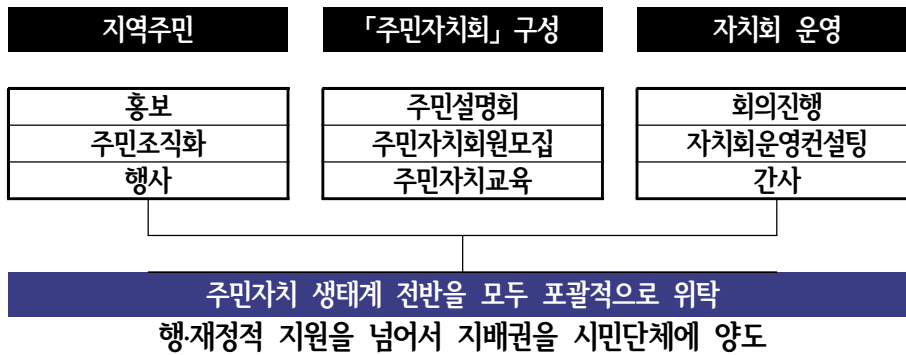 지역주민
「주민자치회」 구성
자치회 운영
홍보
주민조직화
행사
주민설명회
주민자치회원모집
주민자치교육
회의진행
자치회운영컨설팅
간사
주민자치 생태계 전반을 모두 포괄적으로 위탁
행·재정적 지원을 넘어서 지배권을 시민단체에 양도